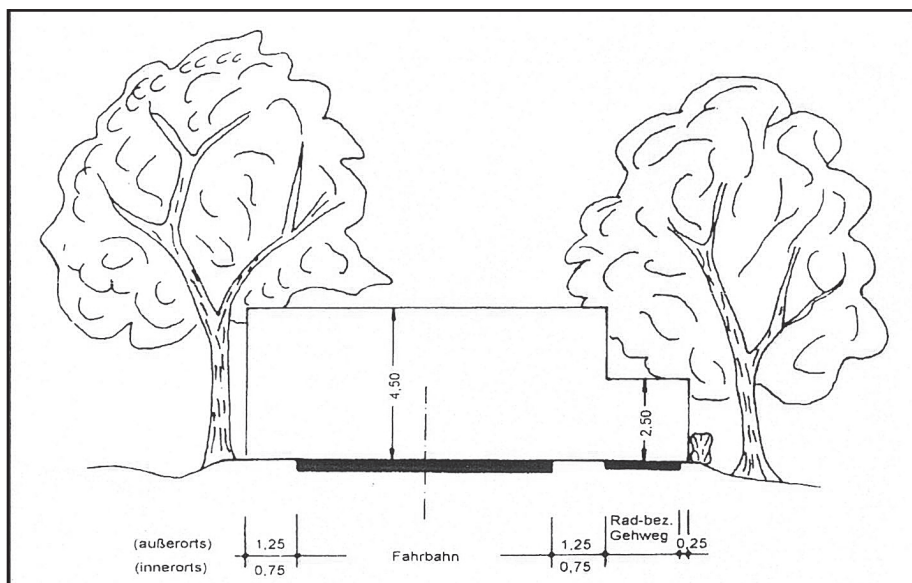 4,50
2,50
Rad-bez.
Gehweg
0,25
(außerorts)
1,25
Fahrbahn
1,25
(innerorts)
0,75
0,75